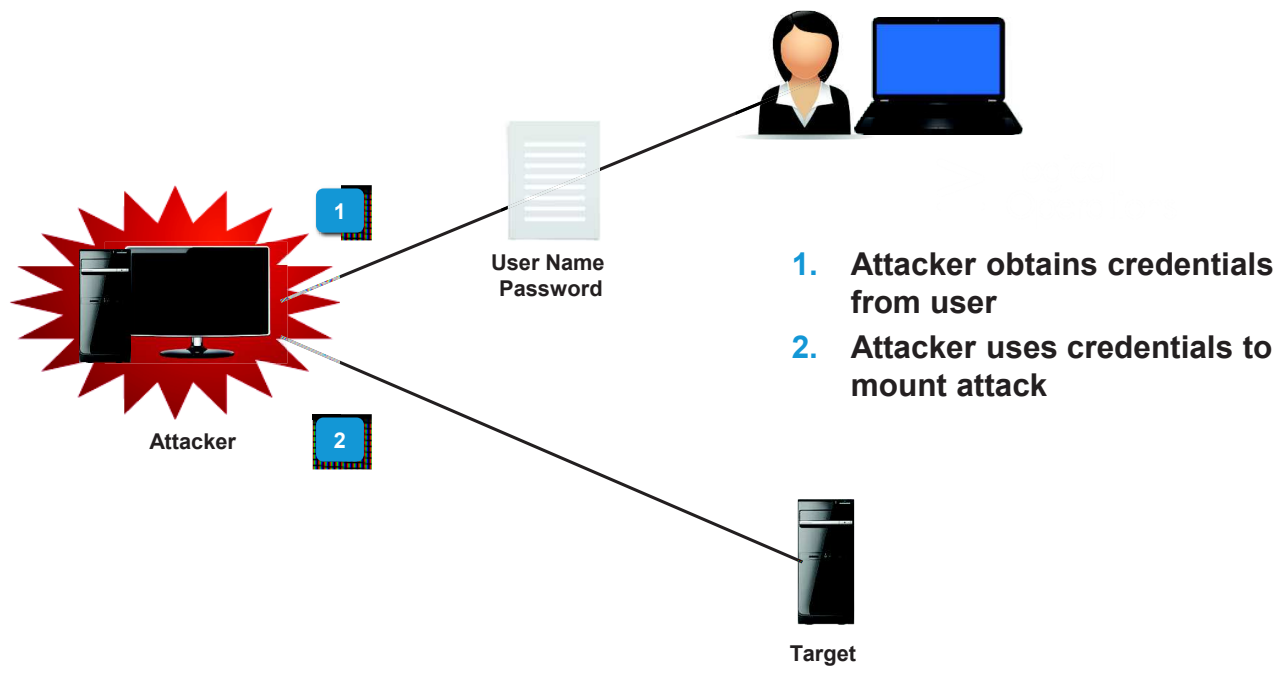 1
User Name
Password
1. Attacker obtains credentials
from user
2. Attacker uses credentials to
mount attack
Attacker
2
Target